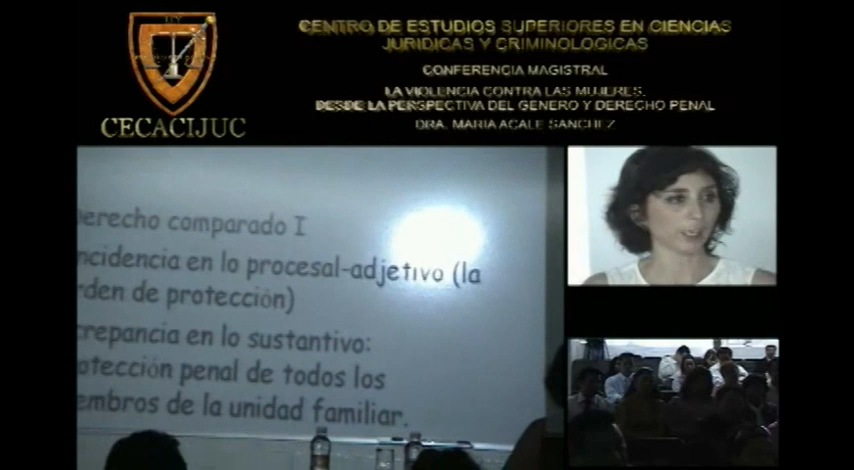 CENTRO DE ESTUDIOS SUPERIORES EN CIENCIAS
JURIDICAS Y CRIMINOLOGICAS
CONFERENCIA MAGISTRAL
LA VIOLENCIA CONTRA LAS MUJERES.
DESDE LA PERSPECTIVA DEL GENERO Y DERECHO PENAL
DRA. MARIA ACALE SANCHEZ
CECACIJUC
erecho comparado I
ncidencia en lo procesal-adjetivo (la
rden de protección)
crepancia en lo sustantivo:
otección penal de todos los
embros de la unidad familiar.